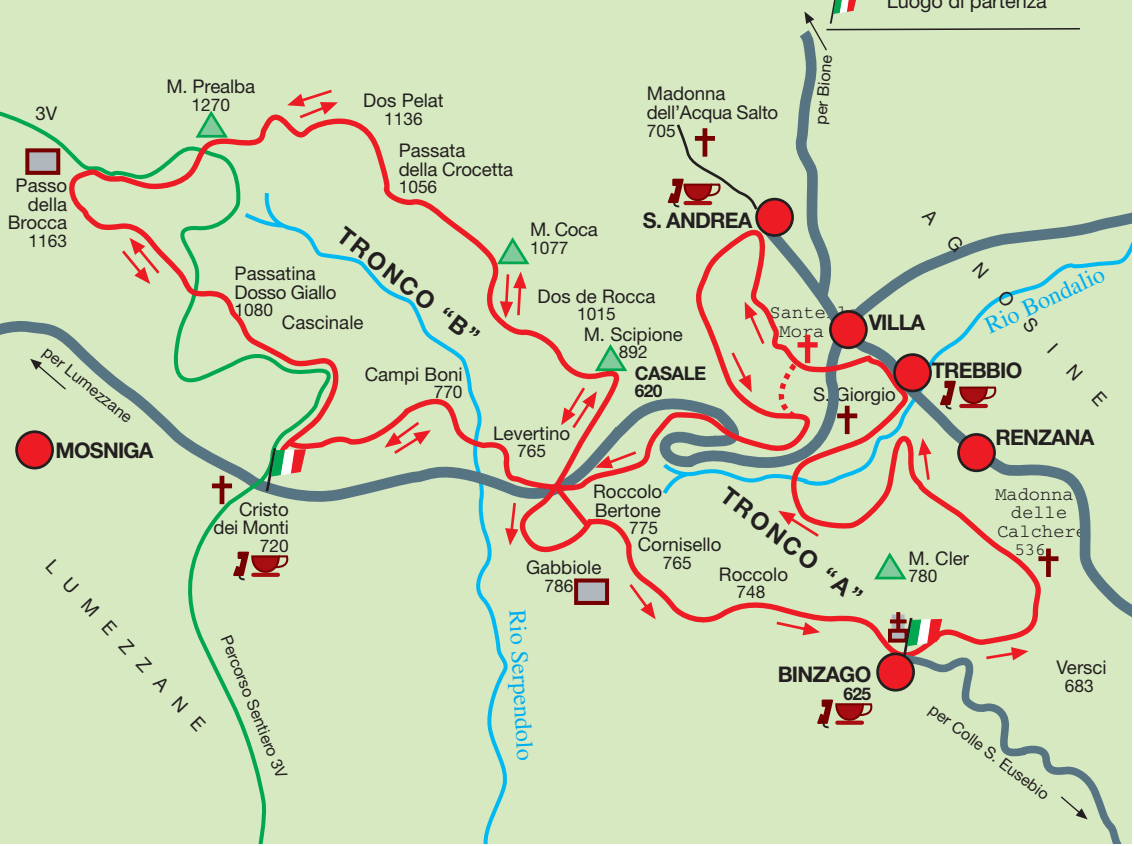 Luogo di partenza
per Bione
M. Prealba
1270
Dos Pelat
1136
3V
Passo
della
Brocca
1163
Passata
della Crocetta
1056
Madonna
dell'Acqua Salto
705
S. ANDREA
M. Coca
1077
TRONCO "B"
Passatina
Dosso Giallo
1080
Cascinale
Dos de Rocca
1015
M. Scipione
892
CASALE
620
Mora
VILLA
AGNOSINE
Rio Bondalio
TREBBIO
S. Giorgio
RENZANA
per Lumezzane
MOSNIGA
Campi Boni
770
Levertino
765
Roccolo
Bertone
775
Cornisello
765
TRONCO "A"
Madonna
delle
Calchere
536
Cristo
dei Monti
720
Gabbiole
786
Roccolo
748
M. Cler
780
LUMEZZANE
Percorso Sentiero 3V
Rio Serpendolo
BINZAGO
625
Versci
683
per Colle S. Eusebio